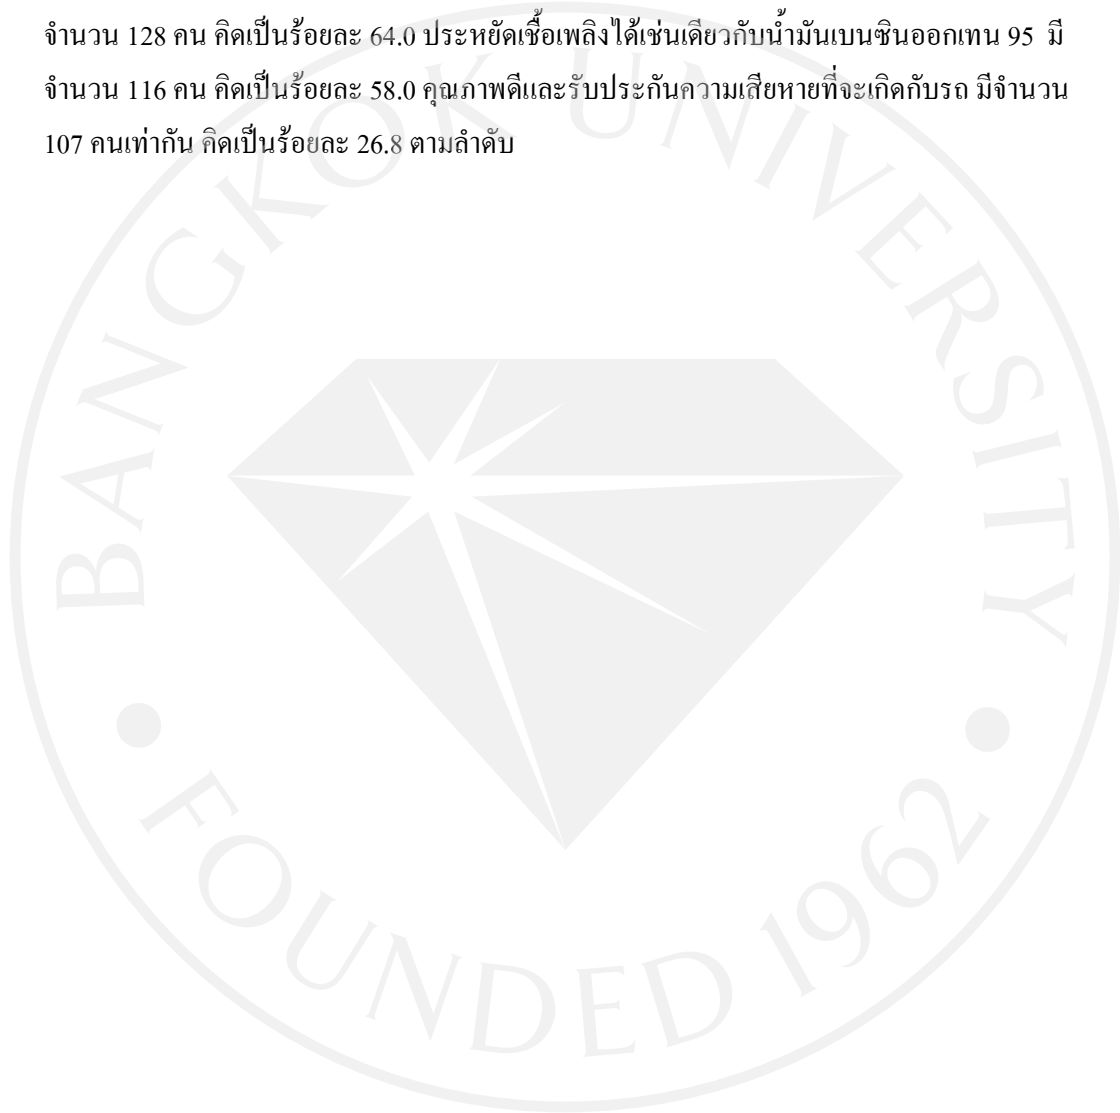 จำนวน 128 คน คิดเป็นร้อยละ 64.0 ประหยัดเชื้อเพลิงได้เช่นเดียวกับน้ำมันเบนซินออกเทน 95 มี
จำนวน 116 คน คิดเป็นร้อยละ 58.0 คุณภาพดีและรับประกันความเสียหายที่จะเกิดกับรถ มีจำนวน
107 คนเท่ากัน คิดเป็นร้อยละ 26.8 ตามลำดับ
BANGKOK UNIVERSITY
FOUNDED 1962